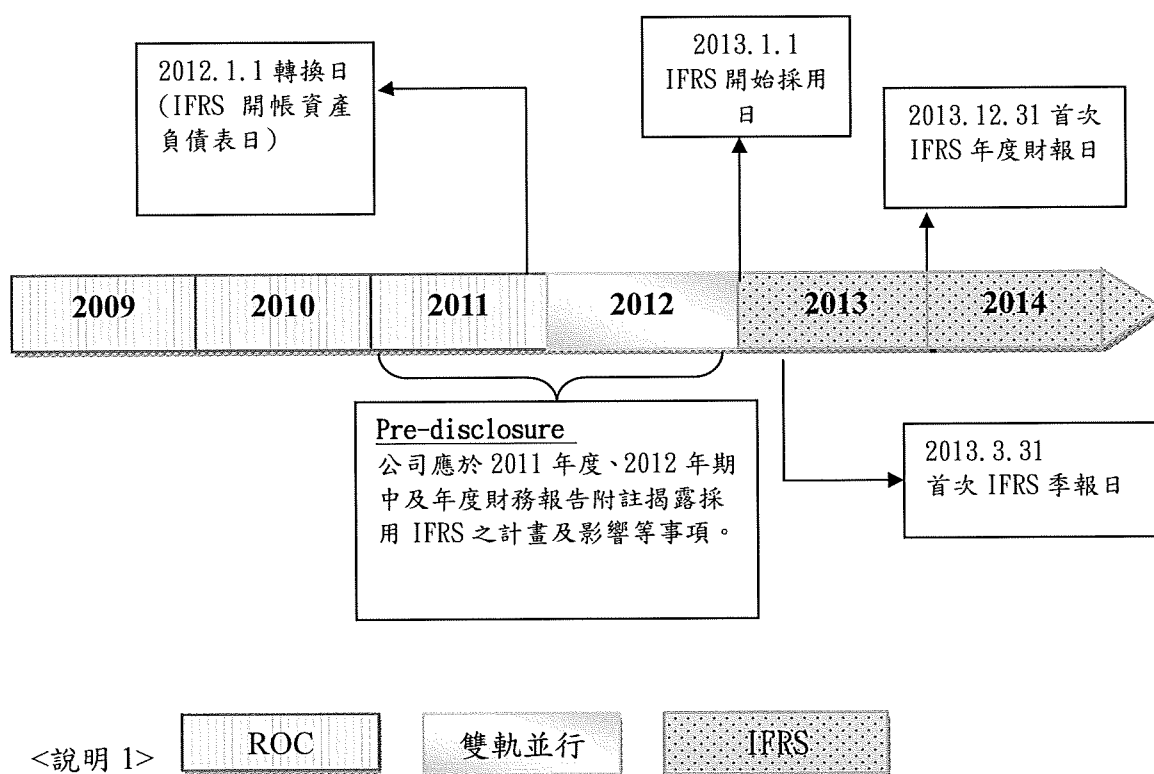 2012.1.1 轉換日
(IFRS 開帳資產
負債表日)
2013.1.1
IFRS 開始採用
日
2013.12.31 首次
IFRS 年度財報日
2009
2010
2011
2012
2013
2014
Pre-disclosure
公司應於 2011 年度、2012 年期
中及年度財務報告附註揭露採
用 IFRS 之計畫及影響等事項。
2013.3.31
首次 IFRS 季報日
<說明 1>
ROC
雙軌並行
IFRS